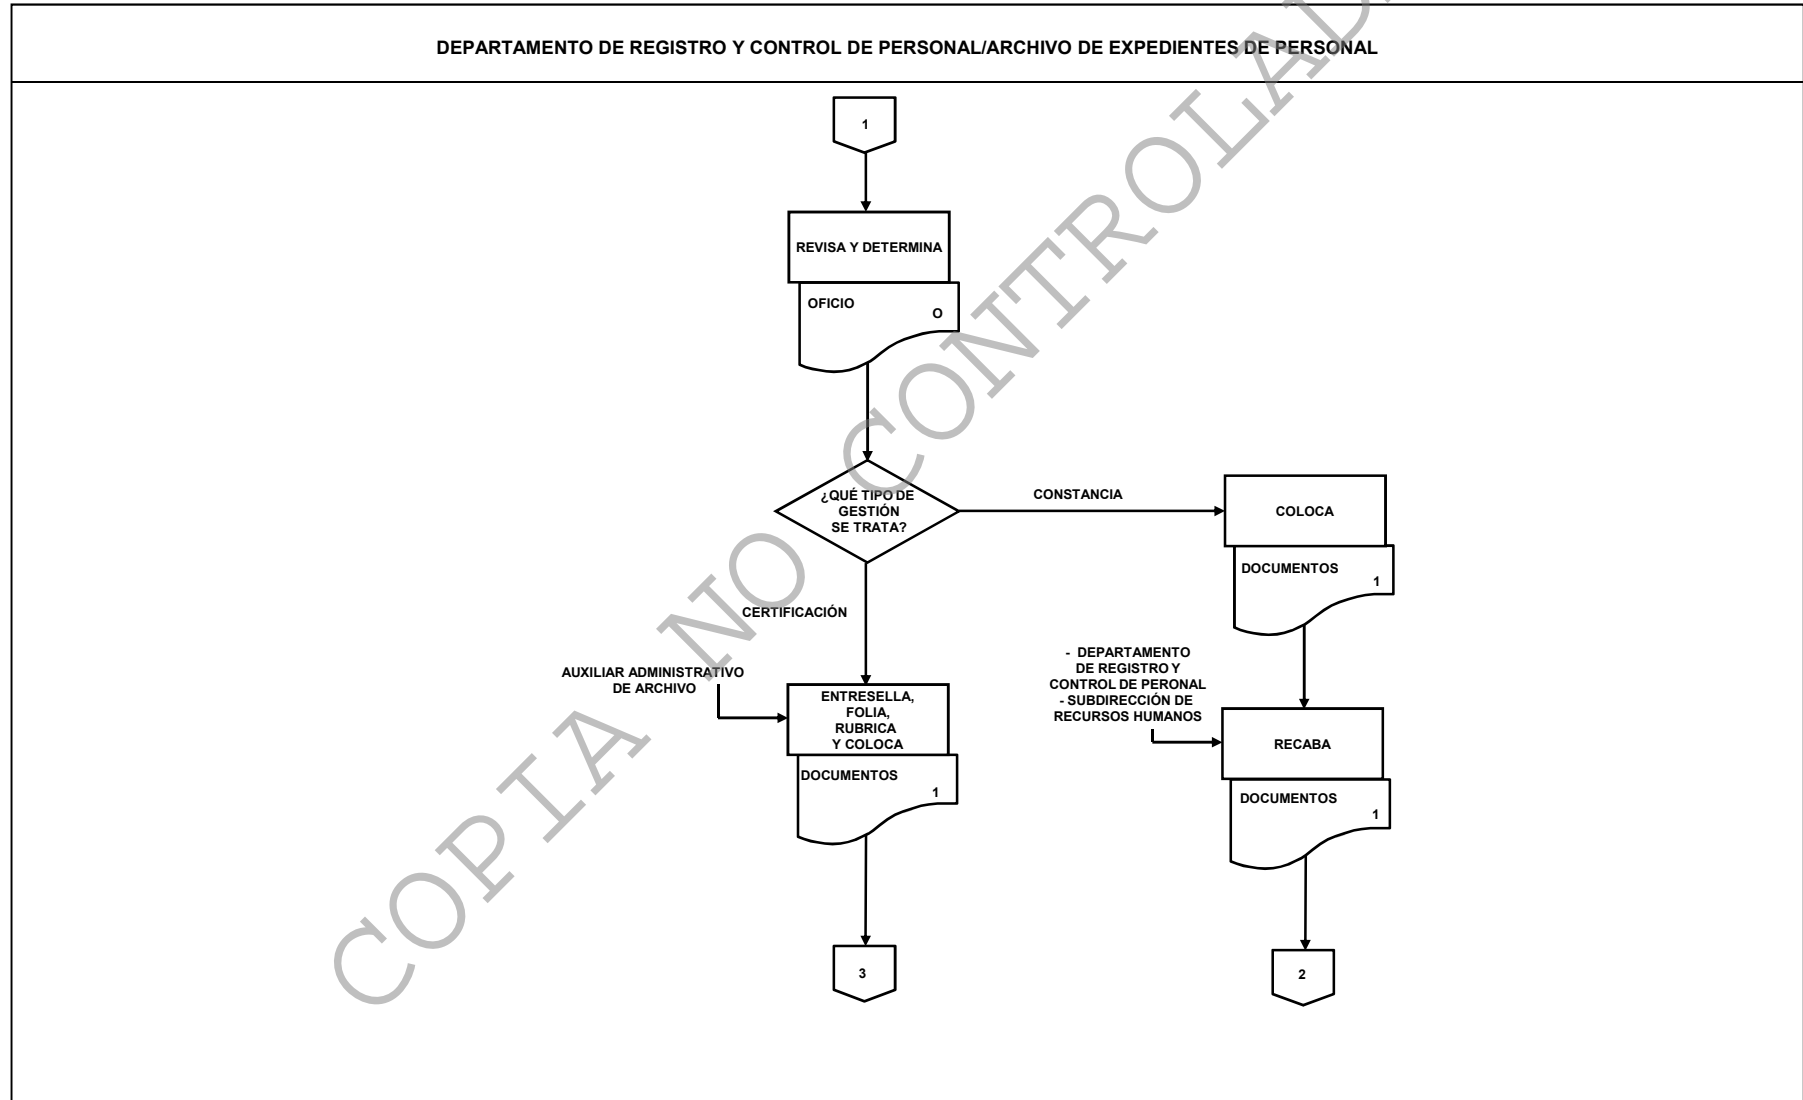 DEPARTAMENTO DE REGISTRO Y CONTROL DE PERSONAL/ARCHIVO DE EXPEDIENTES DE PERSONAL
1
REVISA Y DETERMINA
OFICIO
O
¿QUÉ TIPO DE
GESTIÓN
SE TRATA?
CONSTANCIA
COLOCA
DOCUMENTOS
1
CERTIFICACIÓN
AUXILIAR ADMINISTRATIVO
DE ARCHIVO
ENTRESELLA,
FOLIA,
RUBRICA
Y COLOCA
DOCUMENTOS
1
- DEPARTAMENTO
DE REGISTRO Y
CONTROL DE PERONAL
- SUBDIRECCIÓN DE
RECURSOS HUMANOS
RECABA
DOCUMENTOS
1
3
2
COPIA NO CONTROLAD